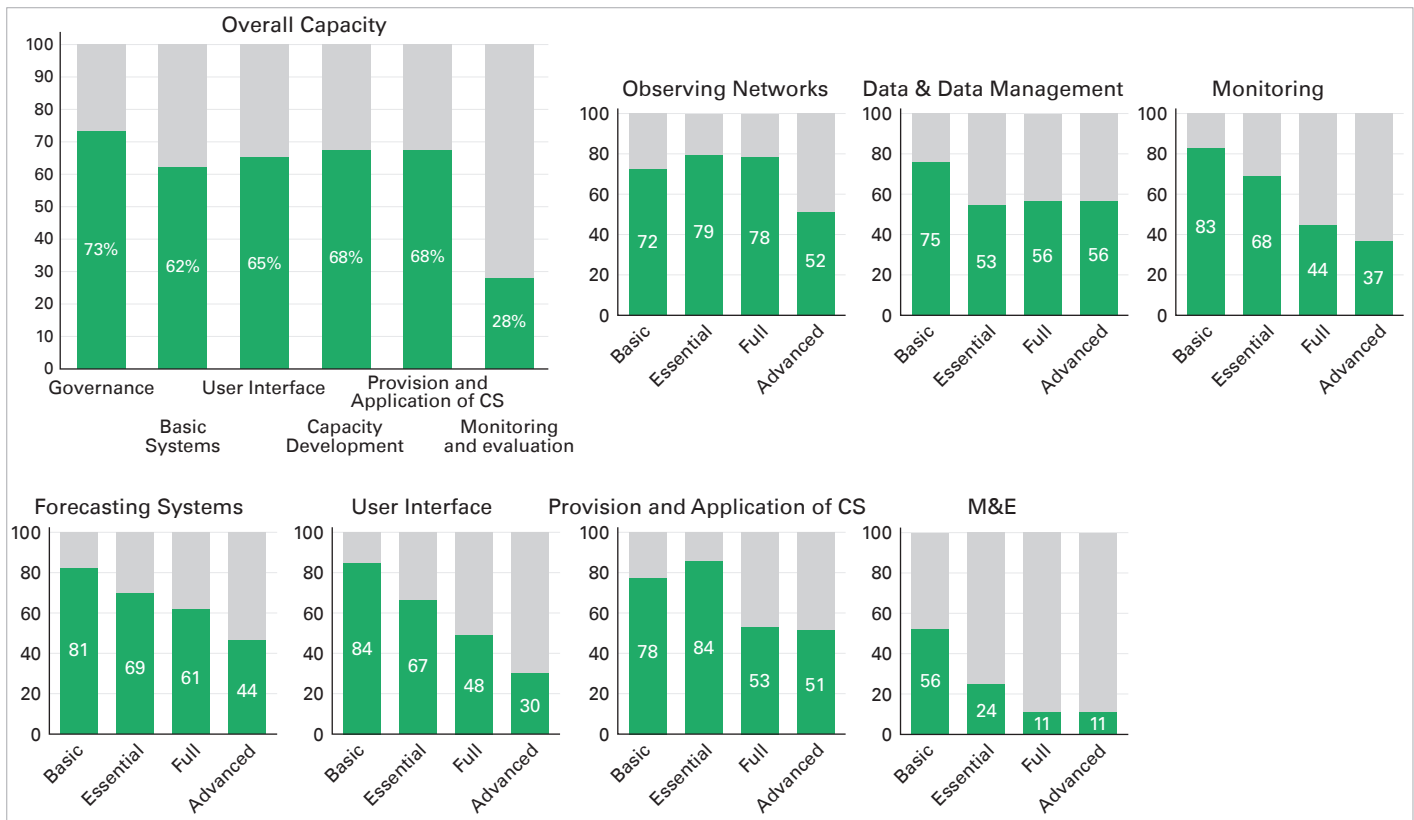 Overall Capacity
100
90
80
70
60
50
40
30
20
10
0
73%
62%
65%
68%
68%
28%
Governance
User Interface
Provision and
Application of CS
Basic
Systems
Capacity
Development
Monitoring
and evaluation
Observing Networks
100
80
60
40
20
0
72
79
78
52
Basic
Essential
Full
Advanced
Data & Data Management
100
80
60
40
20
0
75
53
56
56
Basic
Essential
Full
Advanced
Monitoring
100
80
60
40
20
0
83
68
44
37
Basic
Essential
Full
Advanced
Forecasting Systems
100
80
60
40
20
0
81
69
61
44
Basic
Essential
Full
Advanced
User Interface
100
80
60
40
20
0
84
67
48
30
Basic
Essential
Full
Advanced
Provision and Application of CS
100
80
60
40
20
0
78
84
53
51
Basic
Essential
Full
Advanced
M&E
100
80
60
40
20
0
56
24
11
11
Basic
Essential
Full
Advanced